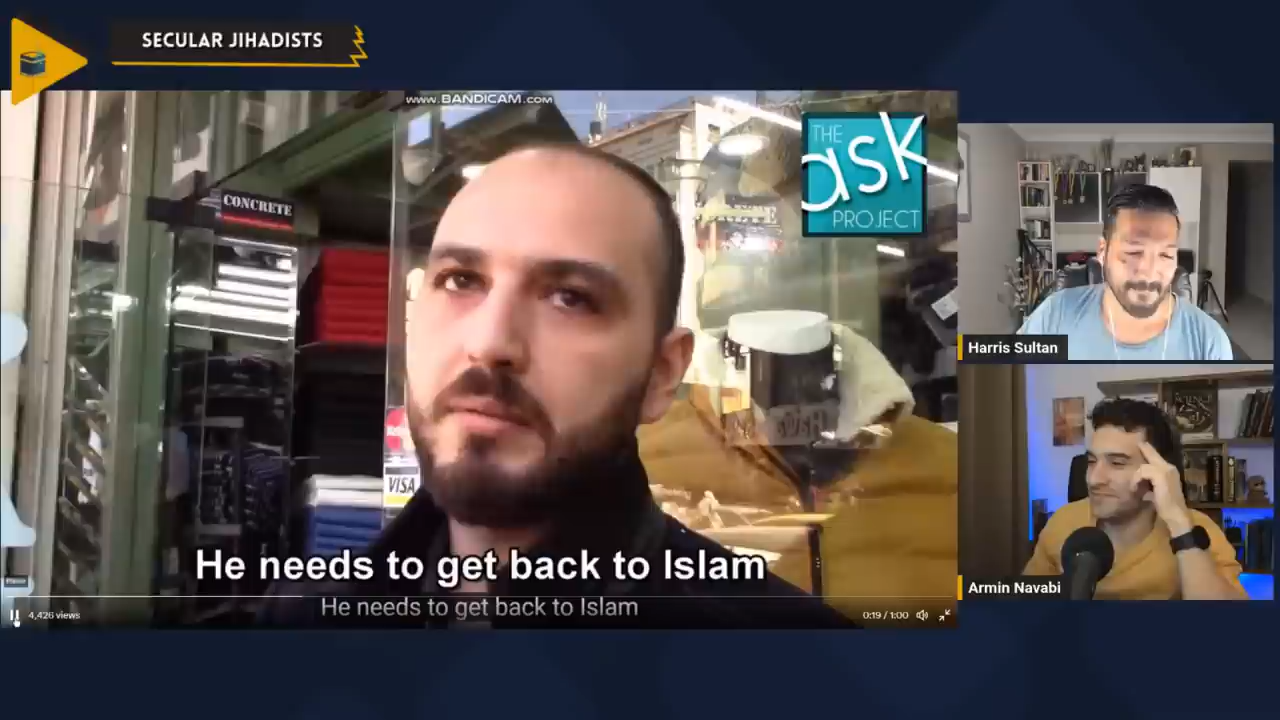 SECULAR JIHADISTS
www.BANDICAM.com
THE
ask
PROJECT
CONCRETE
VISA
He needs to get back to Islam
He needs to get back to Islam
4,426 views
0:19 / 1:00
Harris Sultan
Armin Navabi